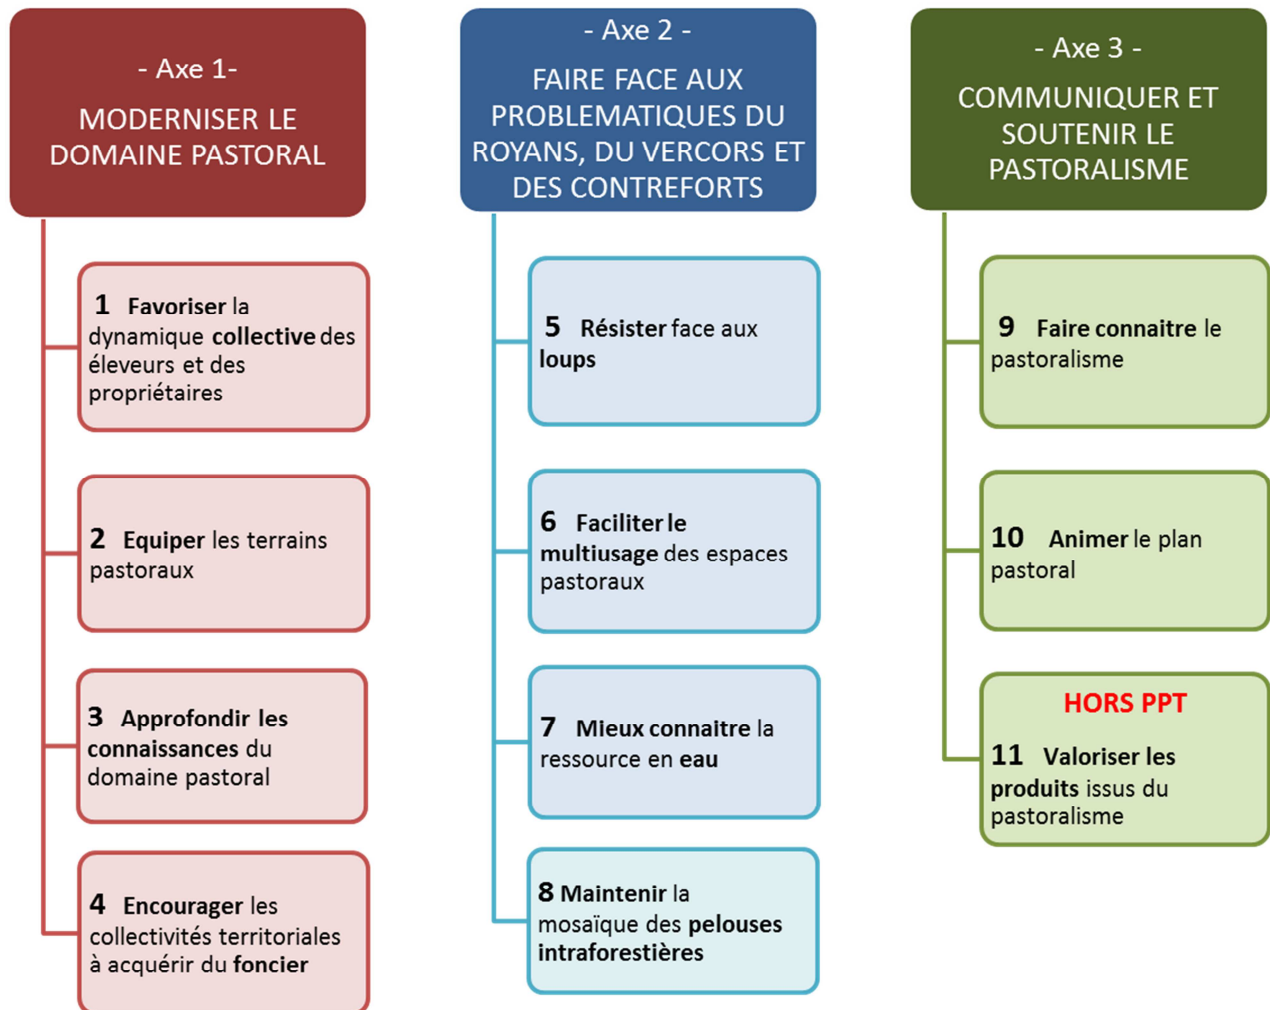 - Axe 1-
MODERNISER LE
DOMAINE PASTORAL
1 Favoriser la
dynamique collective des
éleveurs et des
propriétaires
2 Equiper les terrains
pastoraux
3 Approfondir les
connaissances du
domaine pastoral
4 Encourager les
collectivités territoriales
à acquérir du foncier
- Axe 2 -
FAIRE FACE AUX
PROBLEMATIQUES DU
ROYANS, DU VERCORS ET
DES CONTREFORTS
5 Résister face aux
loups
6 Faciliter le
multiusage des espaces
pastoraux
7 Mieux connaitre la
ressource en eau
8 Maintenir la
mosaïque des pelouses
intraforestières
- Axe 3 -
COMMUNIQUER ET
SOUTENIR LE
PASTORALISME
9 Faire connaitre le
pastoralisme
10 Animer le plan
pastoral
HORS PPT
11 Valoriser les
produits issus du
pastoralisme